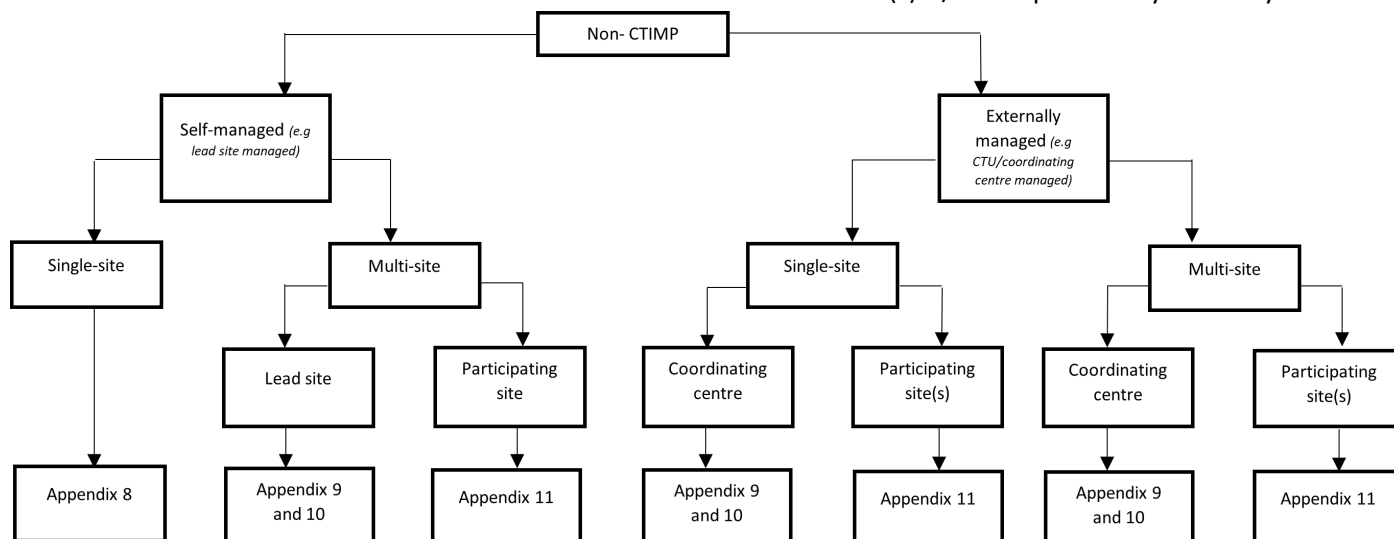 Non- CTIMP
Self-managed (e.g
lead site managed)
Externally
managed (e.g
CTU/coordinating
centre managed)
Single-site
Multi-site
Single-site
Multi-site
Lead site
Participating
site
Coordinating
centre
Participating
site(s)
Coordinating
centre
Participating
site(s)
Appendix 8
Appendix 9
and 10
Appendix 11
Appendix 9
and 10
Appendix 11
Appendix 9
and 10
Appendix 11